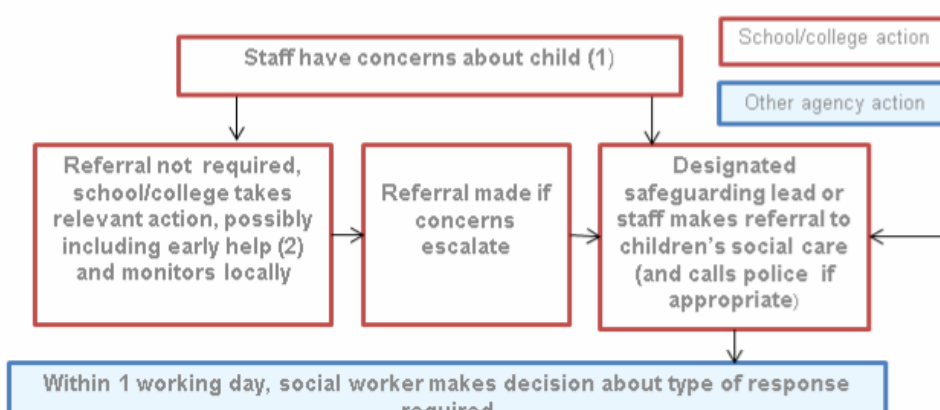 School/college action
Staff have concerns about child (1)
Other agency action
Referral not required,
school/college takes
relevant action, possibly
including early help (2)
and monitors locally
Referral made if
concerns
escalate
Designated
safeguarding lead or
staff makes referral to
children's social care
(and calls police if
appropriate)
Within 1 working day, social worker makes decision about type of response
required